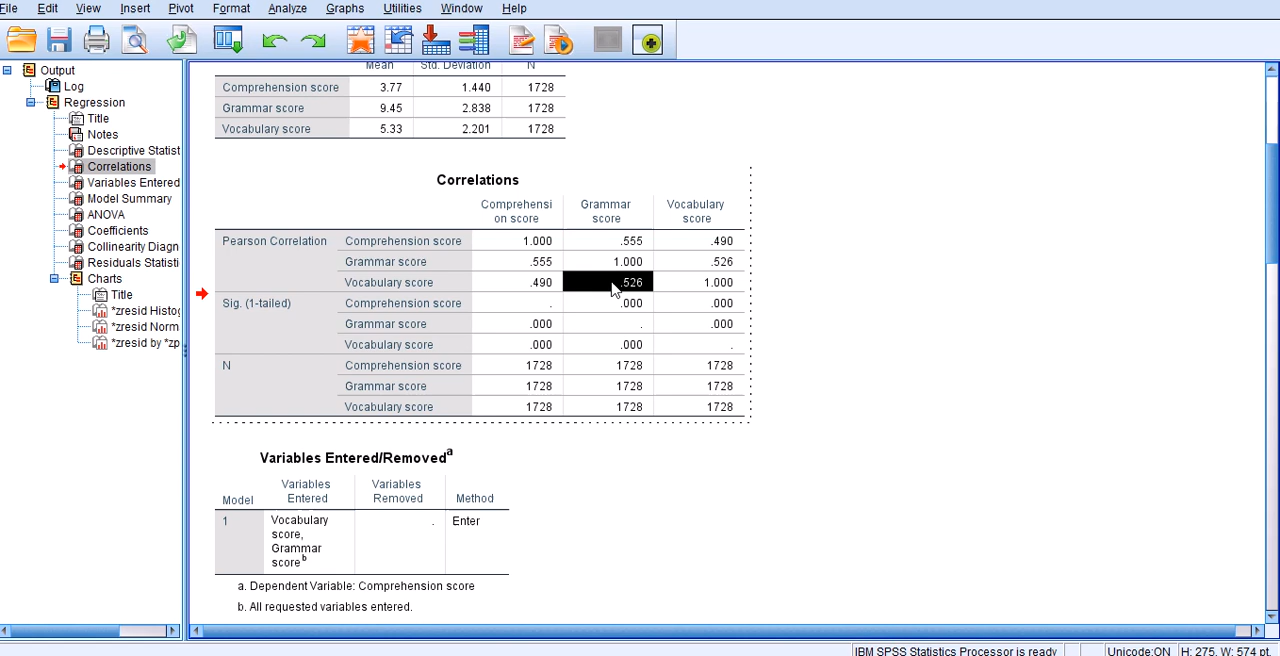 File Edit View Insert Pivot Format Analyze Graphs Utilities Window Help
Output
Log
Regression
Title
Notes
Descriptive Statist
Correlations
Variables Entered
Model Summary
ANOVA
Coefficients
Collinearity Diagn
Residuals Statisti
Charts
Title
*zresid Histog
*zresid Norm
*zresid by *zp
Mean Std. Deviation N
Comprehension score 3.77 1.440 1728
Grammar score 9.45 2.838 1728
Vocabulary score 5.33 2.201 1728
Correlations
Comprehensi Grammar Vocabulary
on score score score
Pearson Correlation Comprehension score 1.000 .555 .490
Grammar score .555 1.000 .526
Vocabulary score .490 .526 1.000
Sig. (1-tailed) Comprehension score . .000 .000
Grammar score .000 . .000
Vocabulary score .000 .000 .
N Comprehension score 1728 1728 1728
Grammar score 1728 1728 1728
Vocabulary score 1728 1728 1728
Variables Entered/Removedᵃ
Variables Variables
Model Entered Removed Method
1 Vocabulary . Enter
score,
Grammar
scoreᵇ
a. Dependent Variable: Comprehension score
b. All requested variables entered.
IBM SPSS Statistics Processor is ready Unicode:ON H: 275, W: 574 pt.